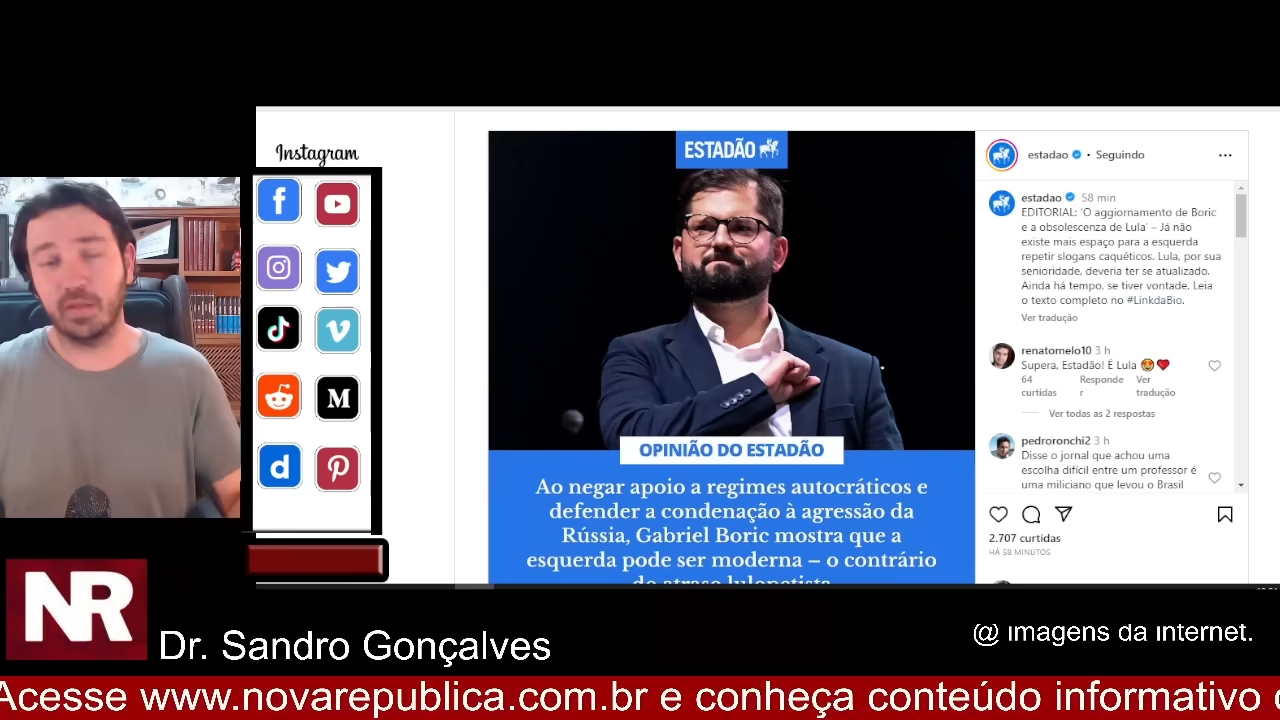 Instagram
ESTADÃO
estadao • Seguindo
estadao 58 min
EDITORIAL: 'O aggiornamento de Boric
e a obsolescenza de Lula' – Já não
existe mais espaço para a esquerda
repetir slogans caquéticos. Lula, por sua
senioridade, deveria ter se atualizado.
Ainda há tempo, se tiver vontade. Leia
o texto completo no #LinkdaBio.
Ver tradução
renatomelo10 3 h
Supera, Estadão! É Lula
64
curtidas
Responde
r
Ver
tradução
Ver todas as 2 respostas
pedroronchi2 3 h
Disse o jornal que achou uma
escolha difícil entre um professor é
uma miliciano que levou o Brasil
2.707 curtidas
HÁ 58 MINUTOS
OPINIÃO DO ESTADÃO
Ao negar apoio a regimes autocráticos e
defender a condenação à agressão da
Rússia, Gabriel Boric mostra que a
esquerda pode ser moderna – o contrário
do atraso lulopetista
NR
Dr. Sandro Gonçalves
@ imagens da internet.
Acesse www.novarepublica.com.br e conheça conteúdo informativo